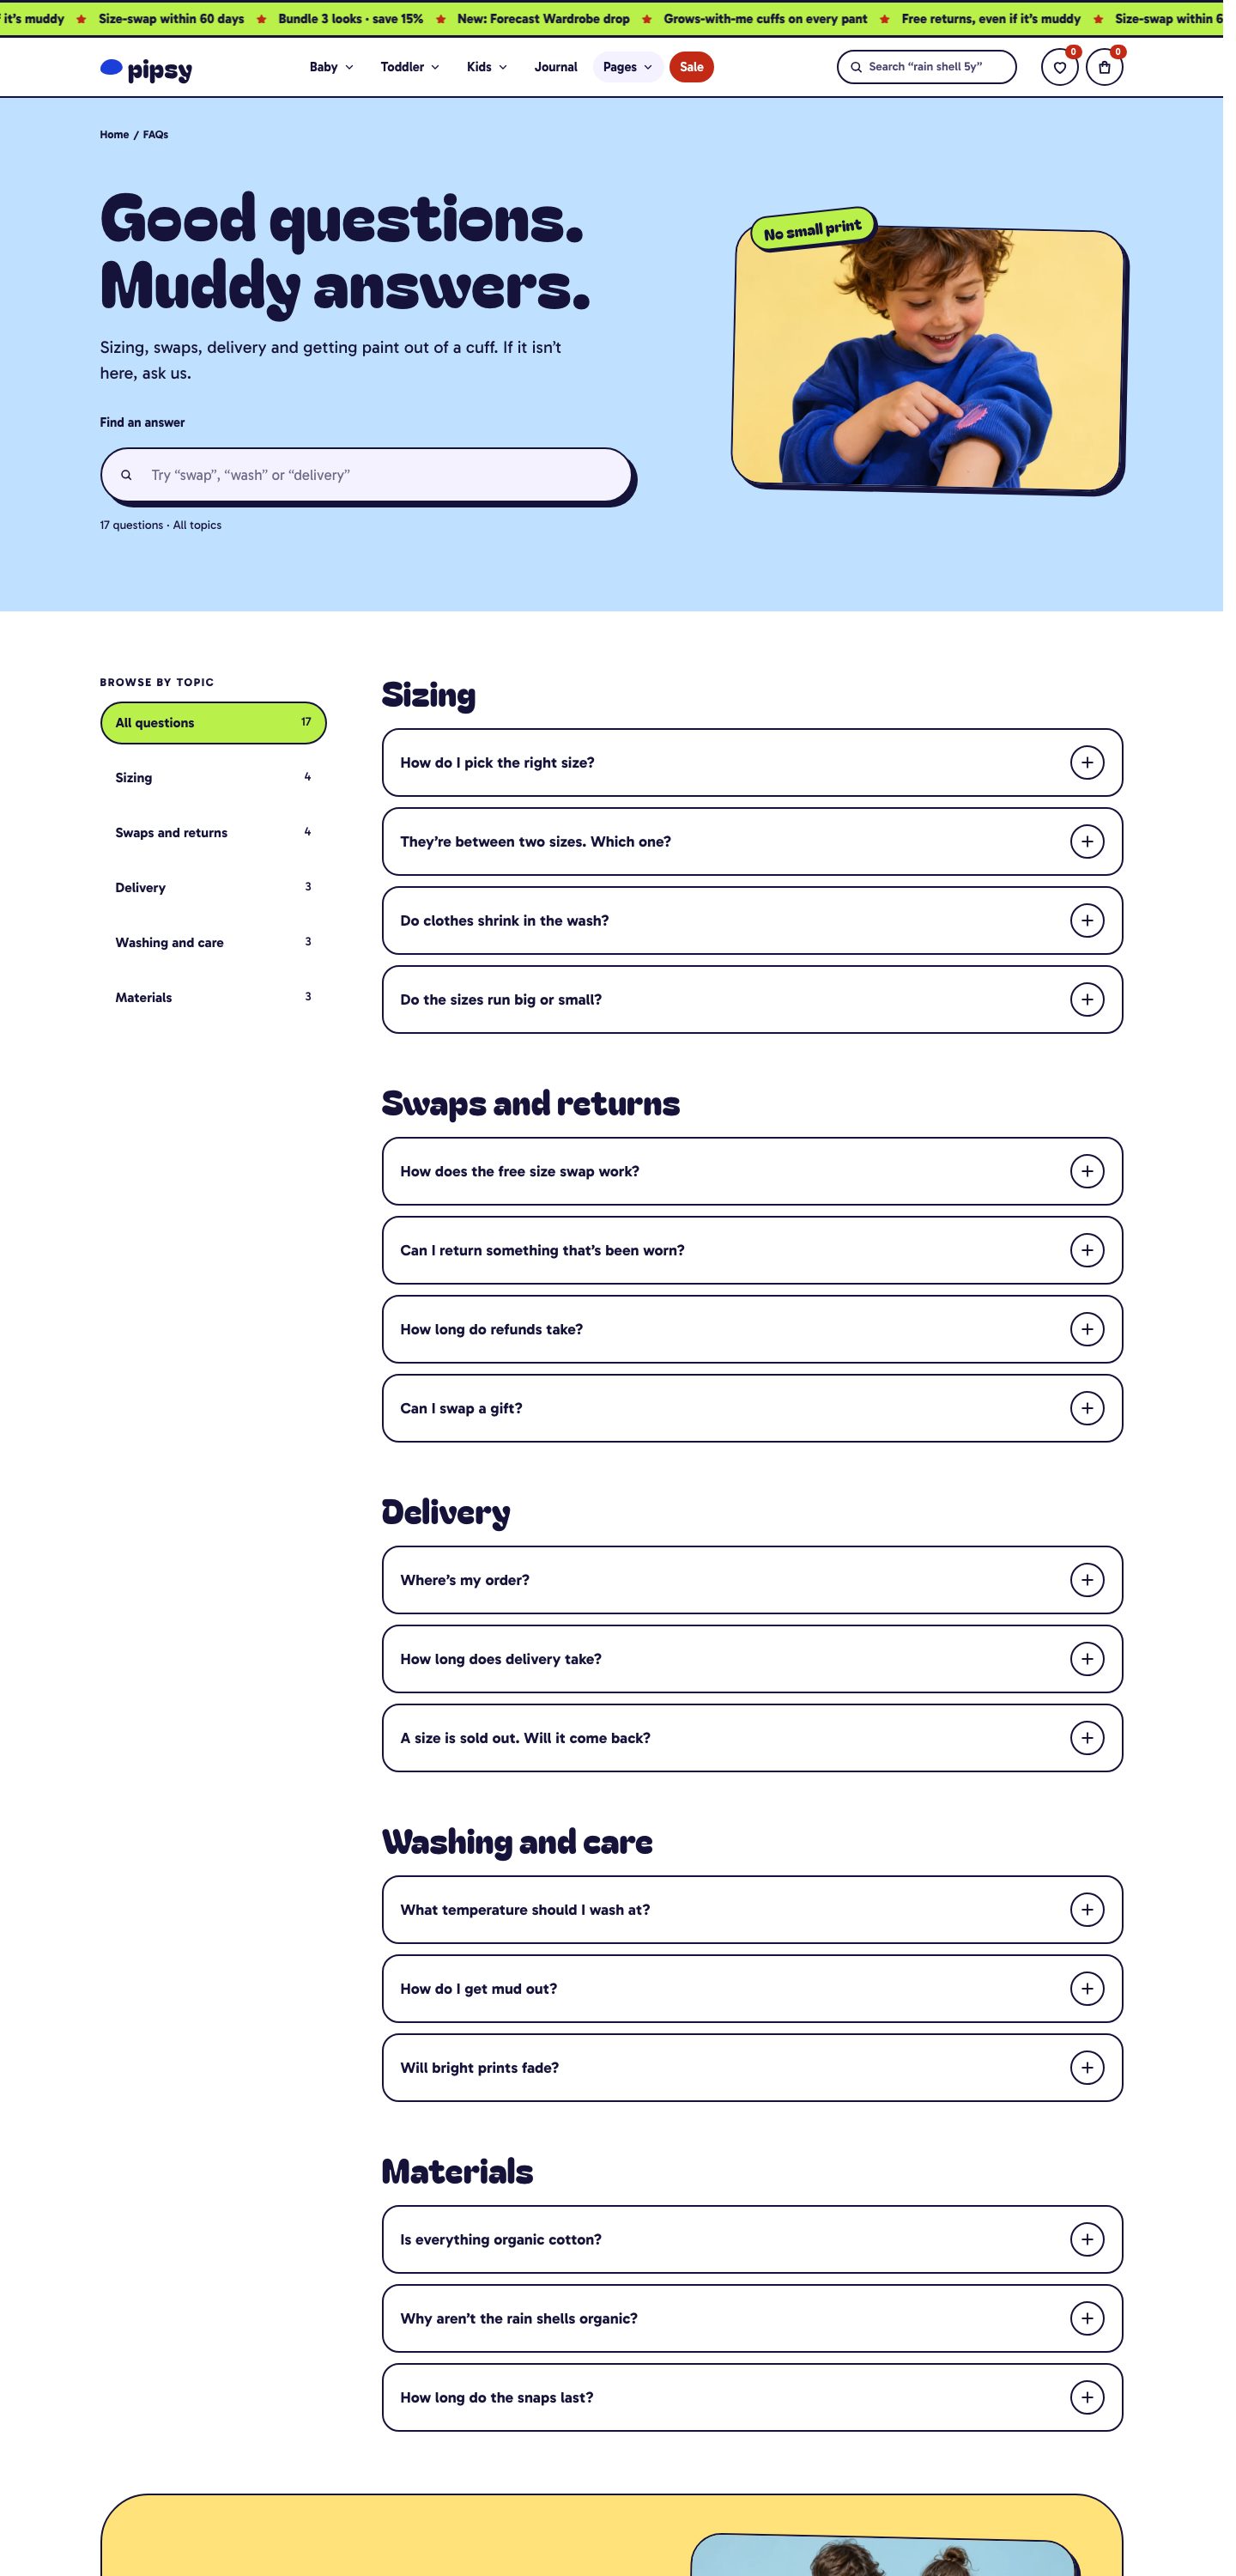 it's muddy ★ Size-swap within 60 days ★ Bundle 3 looks · save 15% ★ New: Forecast Wardrobe drop ★ Grows-with-me cuffs on every pant ★ Free returns, even if it's muddy ★ Size-swap within 6
pipsy Baby Toddler Kids Journal Pages Sale Search “rain shell 5y” 0 0
Home / FAQs
Good questions.
Muddy answers.
No small print
Sizing, swaps, delivery and getting paint out of a cuff. If it isn’t
here, ask us.
Find an answer
Try “swap”, “wash” or “delivery”
17 questions · All topics
BROWSE BY TOPIC
All questions 17
Sizing 4
Swaps and returns 4
Delivery 3
Washing and care 3
Materials 3
Sizing
How do I pick the right size?
They’re between two sizes. Which one?
Do clothes shrink in the wash?
Do the sizes run big or small?
Swaps and returns
How does the free size swap work?
Can I return something that’s been worn?
How long do refunds take?
Can I swap a gift?
Delivery
Where’s my order?
How long does delivery take?
A size is sold out. Will it come back?
Washing and care
What temperature should I wash at?
How do I get mud out?
Will bright prints fade?
Materials
Is everything organic cotton?
Why aren’t the rain shells organic?
How long do the snaps last?